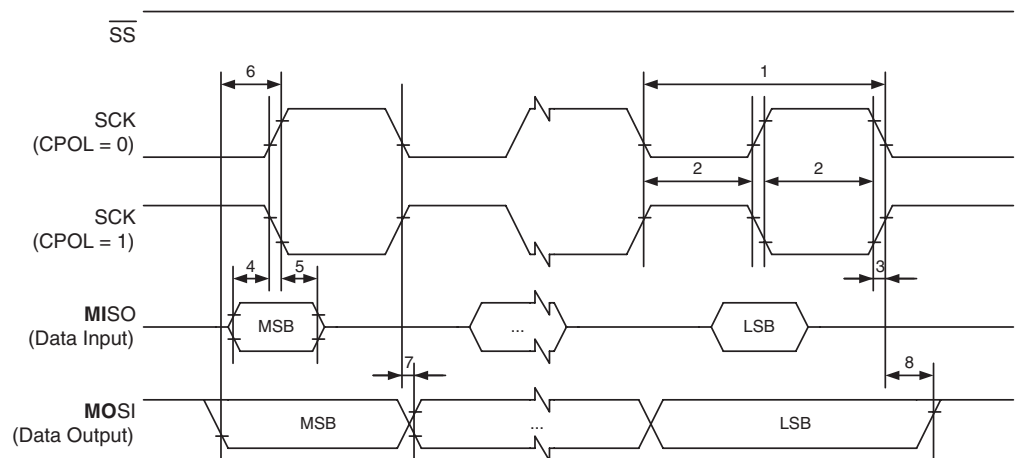 SS
6
1
SCK
(CPOL = 0)
2
2
SCK
(CPOL = 1)
4
5
3
MISO
(Data Input)
MSB
...
LSB
7
8
MOSI
(Data Output)
MSB
...
LSB